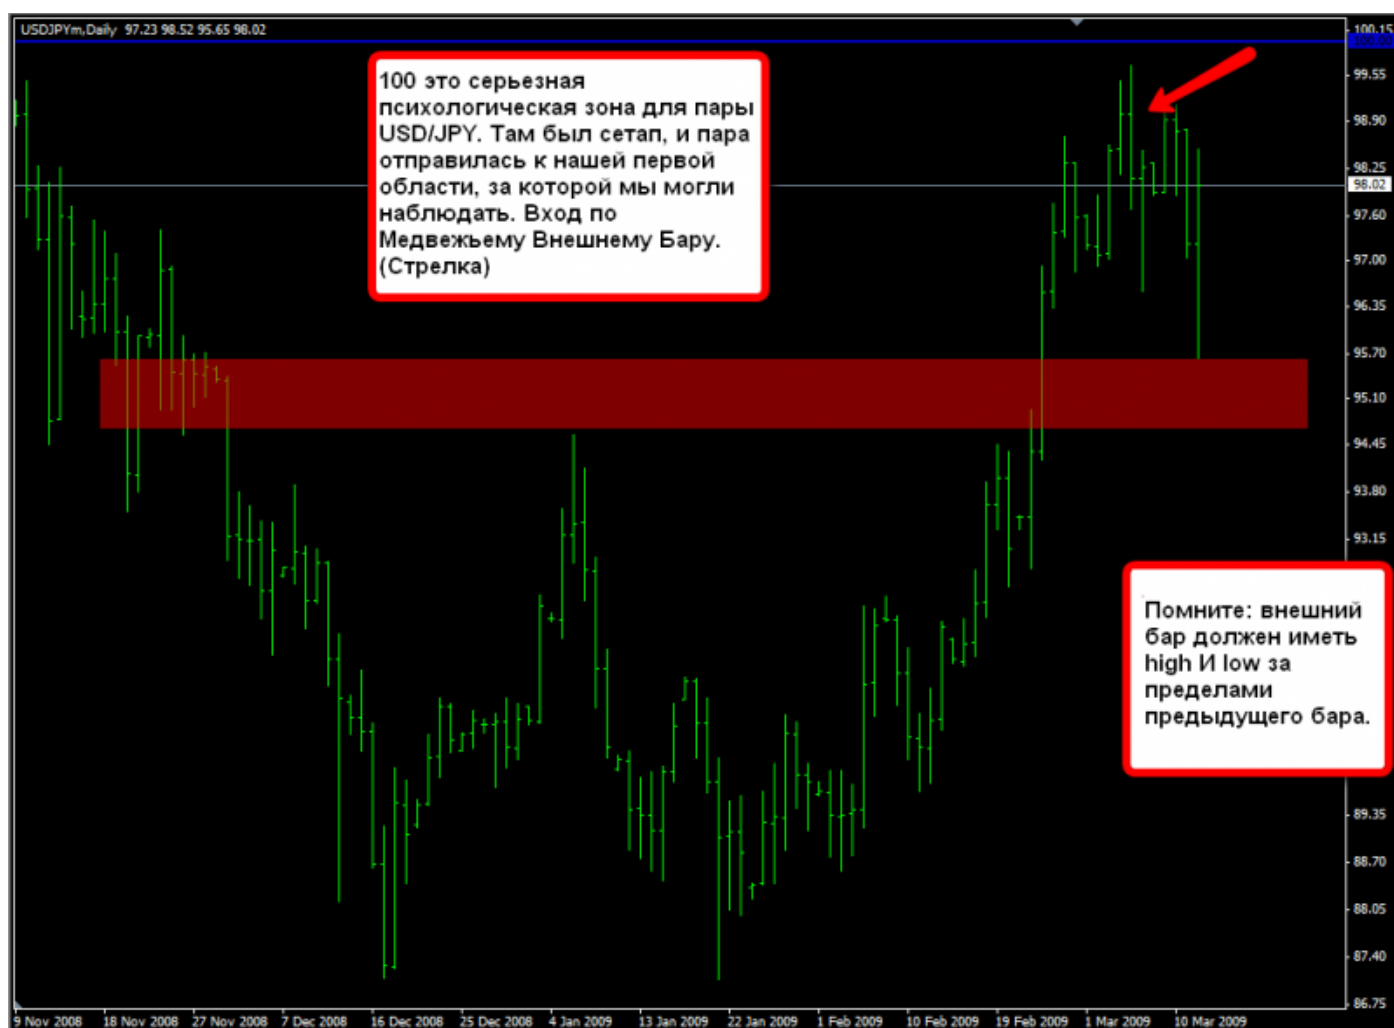 USDJPYm,Daily 97.23 98.52 95.65 98.02
100 это серьезная
психологическая зона для пары
USD/JPY. Там был сетап, и пара
отправилась к нашей первой
области, за которой мы могли
наблюдать. Вход по
Медвежьему Внешнему Бару.
(Стрелка)
Помните: внешний
бар должен иметь
high И low за
пределами
предыдущего бара.
100.15
100.00
99.55
98.90
98.25
98.02
97.60
97.00
96.35
95.70
95.10
94.45
93.80
93.15
89.35
88.70
88.05
87.40
86.75
9 Nov 2008 18 Nov 2008 27 Nov 2008 7 Dec 2008 16 Dec 2008 25 Dec 2008 4 Jan 2009 13 Jan 2009 22 Jan 2009 1 Feb 2009 10 Feb 2009 19 Feb 2009 1 Mar 2009 10 Mar 2009